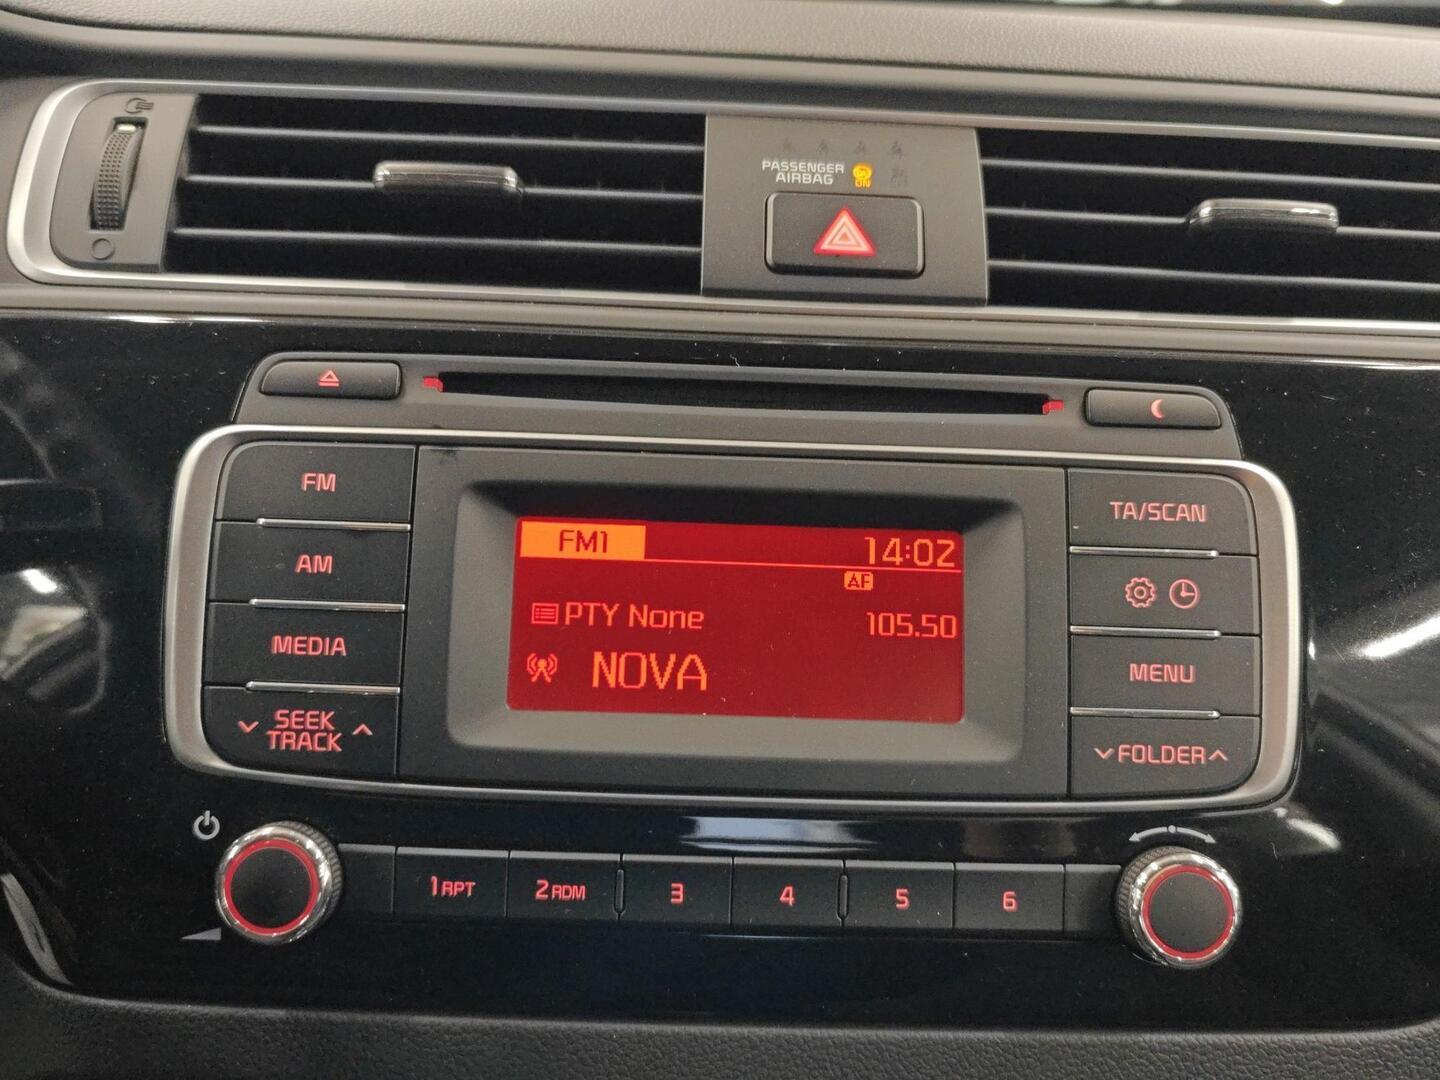 PASSENGER
AIRBAG
ON
FM
AM
MEDIA
SEEK
TRACK
FM1
14:02
AF
PTY None
105.50
NOVA
TA/SCAN
MENU
FOLDER
1 RPT
2 RDM
3
4
5
6